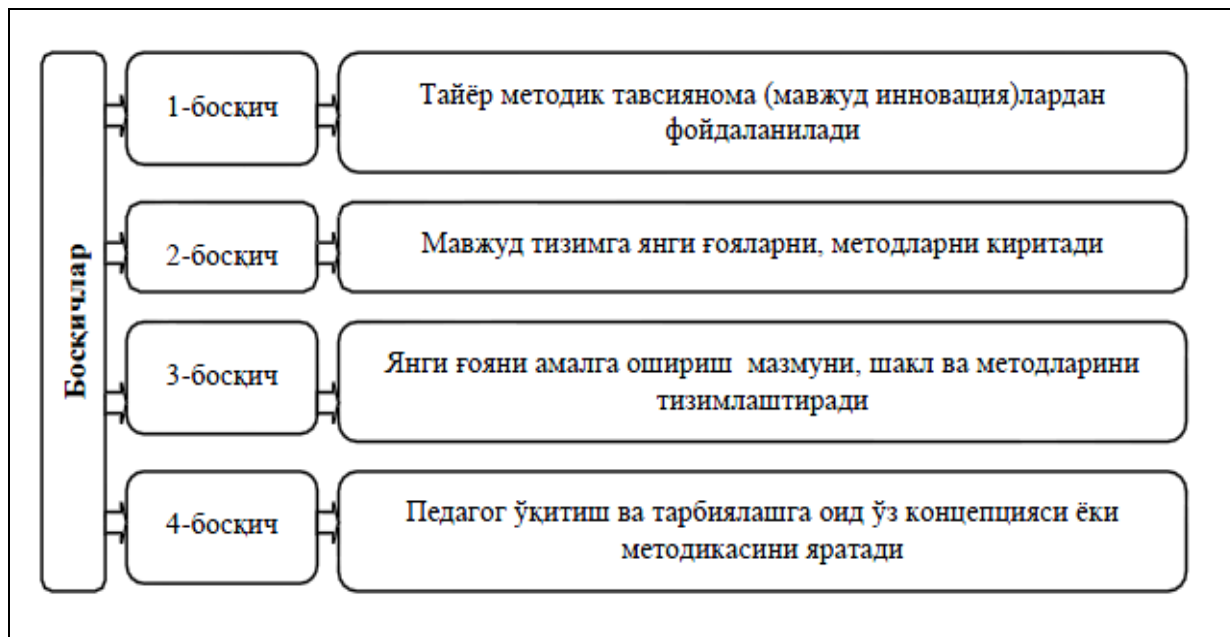 Босқичлар
1-босқич
Тайёр методик тавсиянома (мавжуд инновация)лардан
фойдаланилади
2-босқич
Мавжуд тизимга янги ғояларни, методларни киритади
3-босқич
Янги ғояни амалга ошириш мазмуни, шакл ва методларини
тизимлаштиради
4-босқич
Педагог ўқитиш ва тарбиялашга оид ўз концепцияси ёки
методикасини яратади